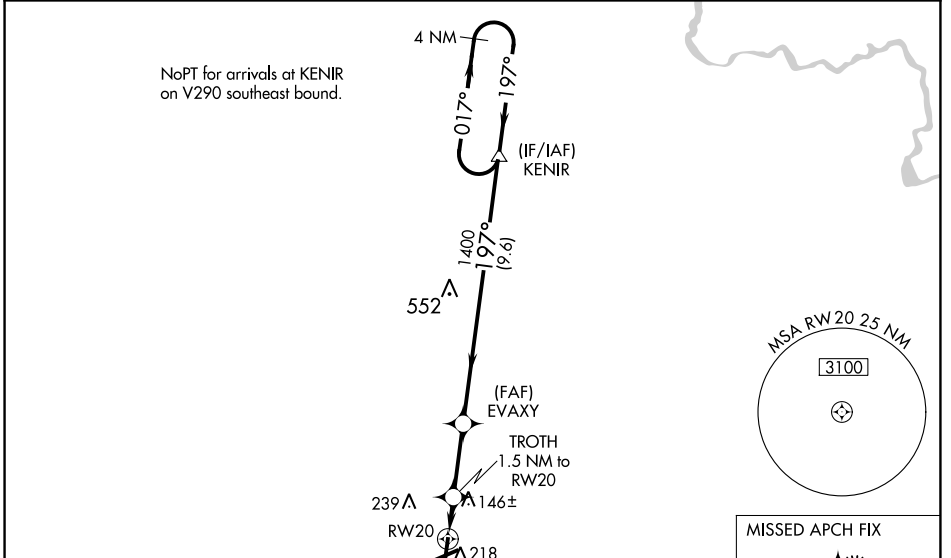 4 NM
NoPT for arrivals at KENIR
on V290 southeast bound.
017°
197°
(IF/IAF)
KENIR
1400
197°
(9.6)
552
MSA RW20 25 NM
3100
(FAF)
EVAXY
TROTH
1.5 NM to
RW20
239
146±
RW20
218
MISSED APCH FIX